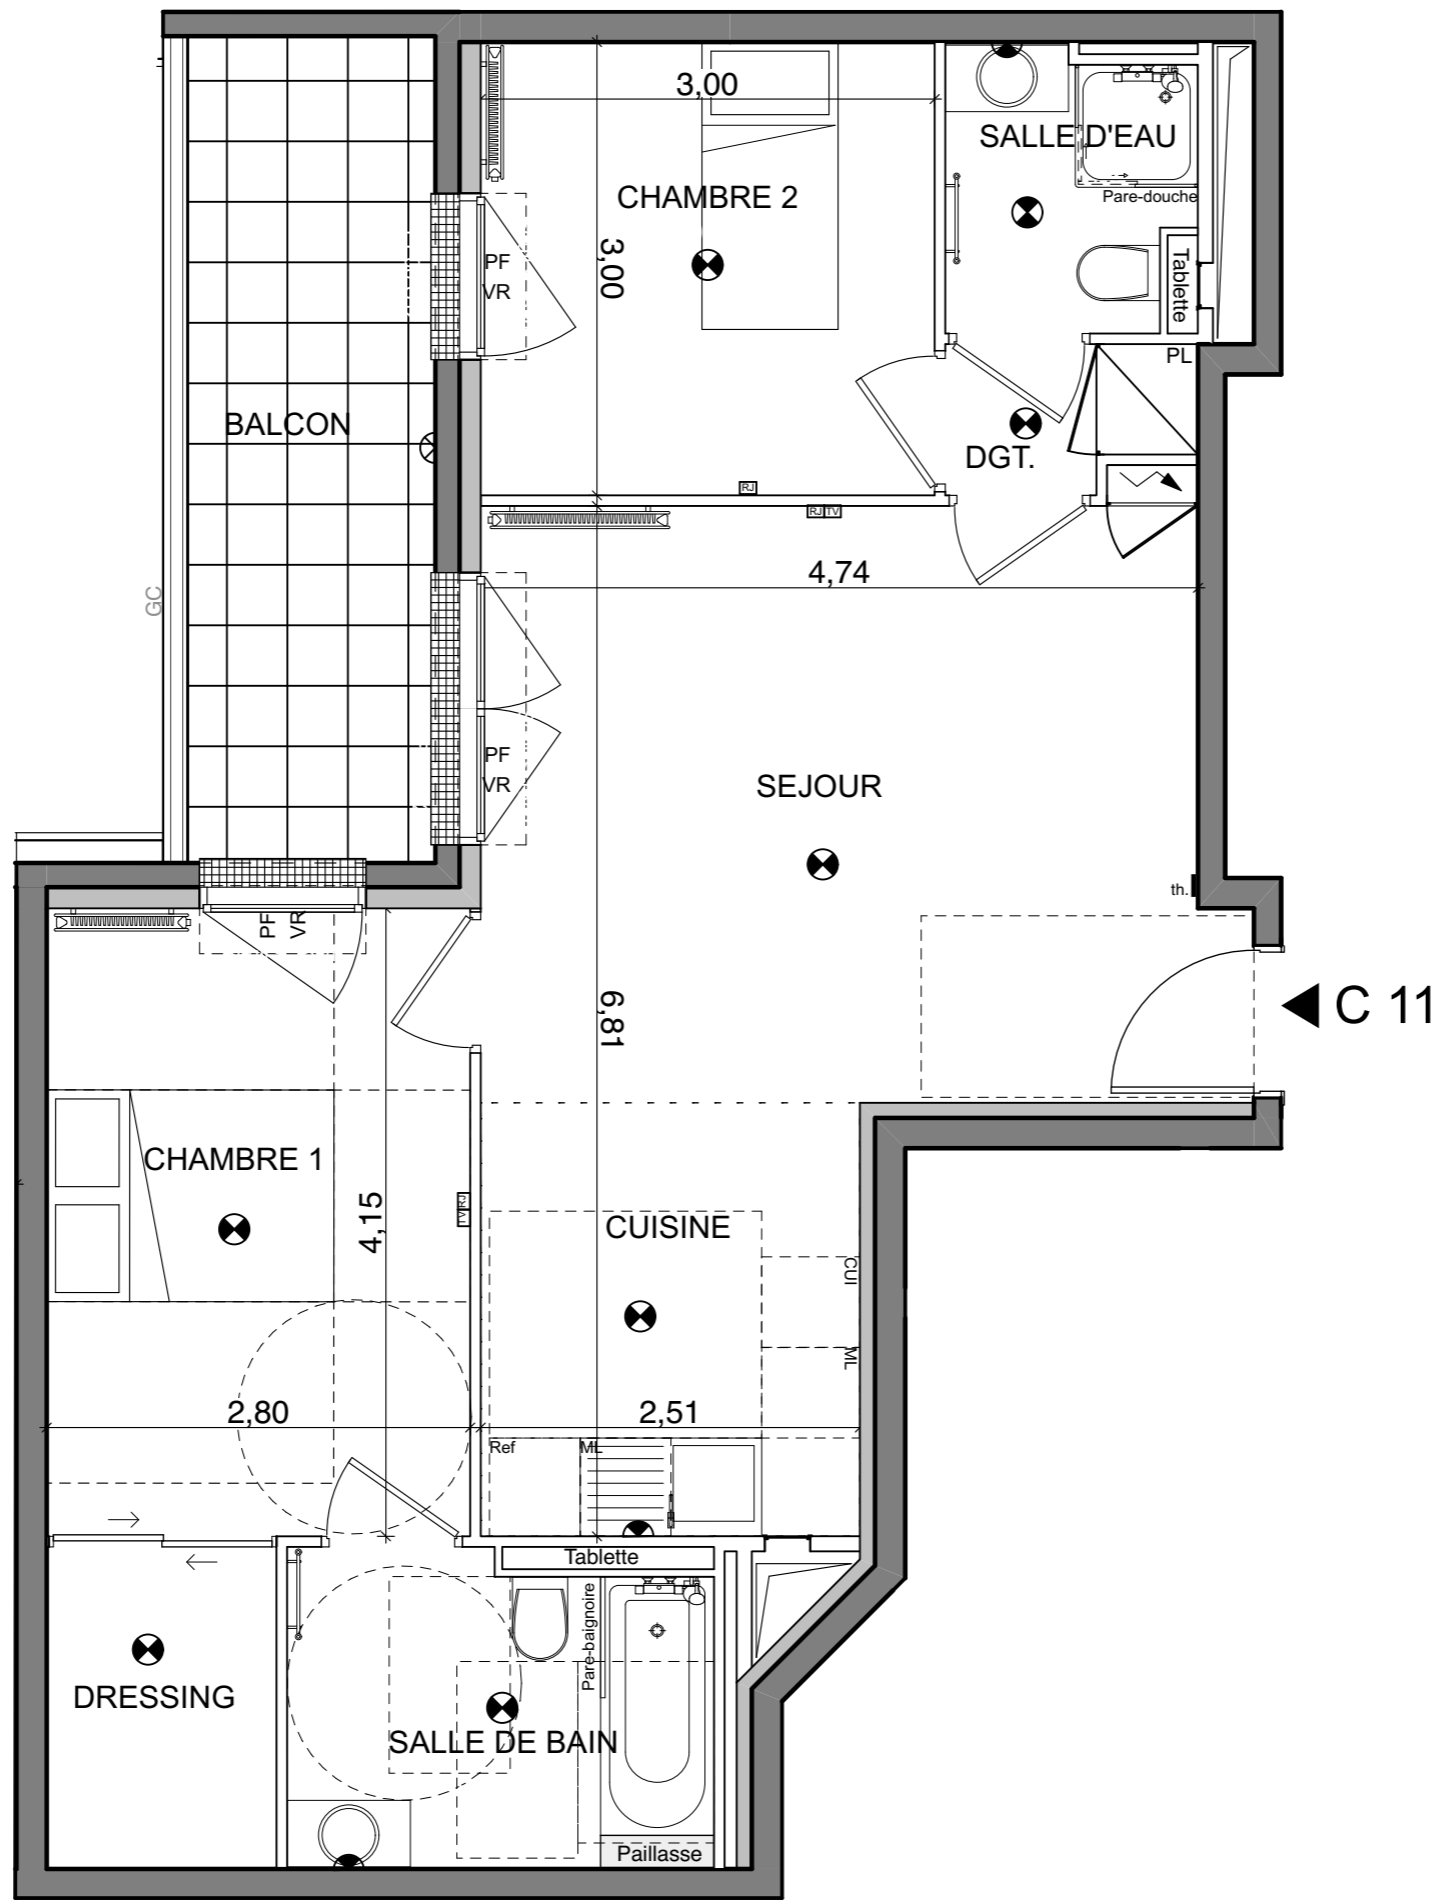 3,00
SALLE D'EAU
CHAMBRE 2
Pare-douche
3,00
PF
VR
Tablette
PL
BALCON
DGT.
RJ
RJ TV
4,74
GC
PF
VR
SEJOUR
th.
PF
VR
6,81
C 11
CHAMBRE 1
4,15
TV RJ
CUISINE
CUI
ML
2,80
2,51
Ref
ML
Tablette
Pare-baignoire
DRESSING
SALLE DE BAIN
Paillasse